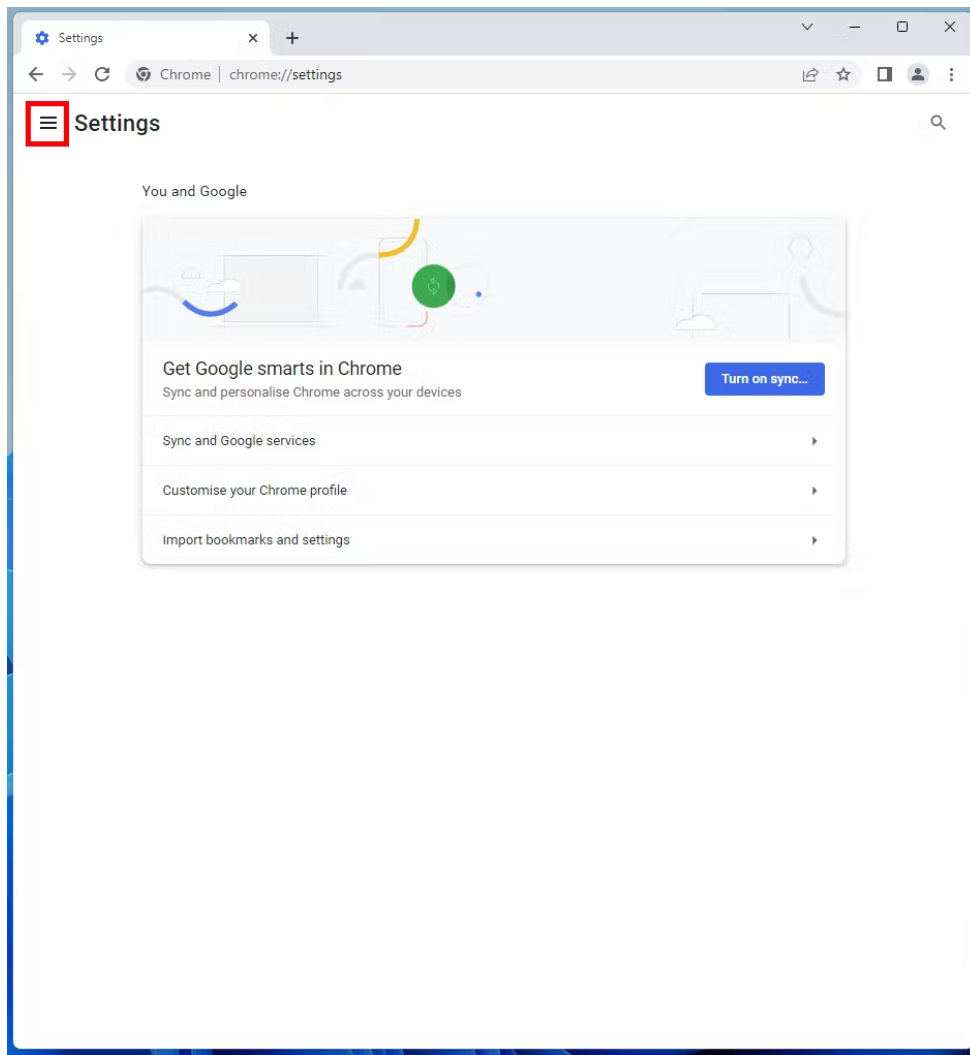 Settings
Chrome | chrome://settings
Settings
You and Google
Get Google smarts in Chrome
Sync and personalise Chrome across your devices
Turn on sync...
Sync and Google services
Customise your Chrome profile
Import bookmarks and settings